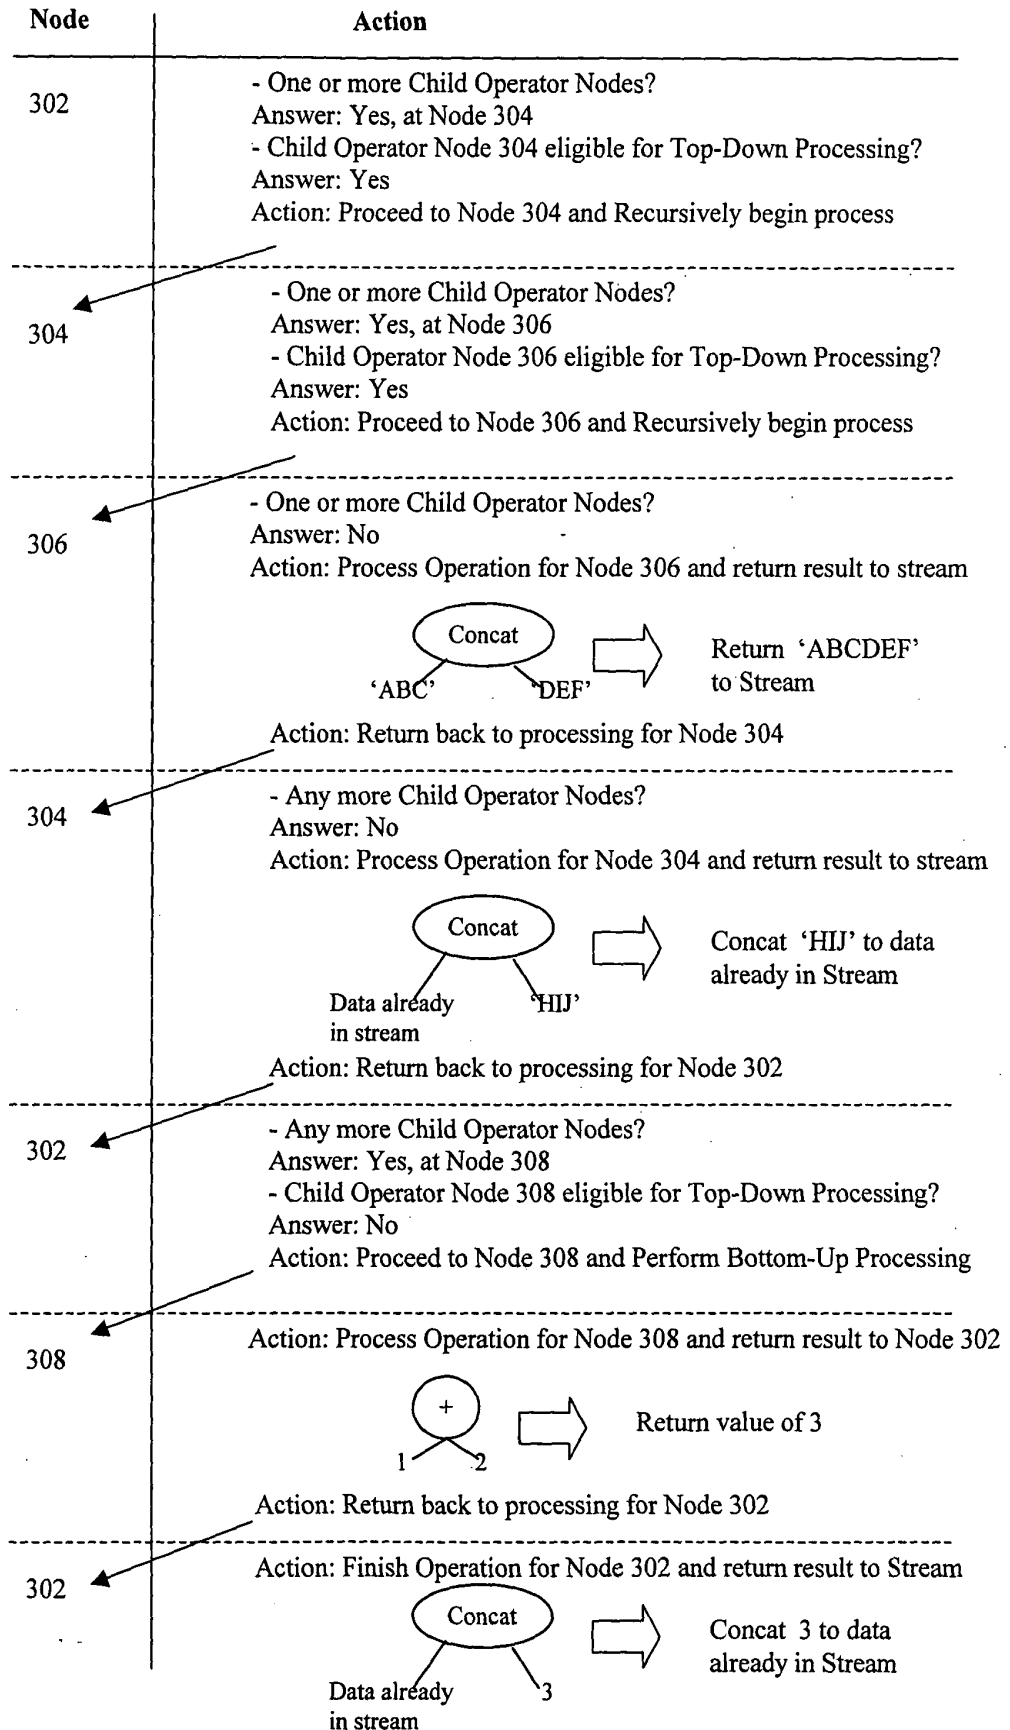 Node Action
302
- One or more Child Operator Nodes?
Answer: Yes, at Node 304
- Child Operator Node 304 eligible for Top-Down Processing?
Answer: Yes
Action: Proceed to Node 304 and Recursively begin process
304
- One or more Child Operator Nodes?
Answer: Yes, at Node 306
- Child Operator Node 306 eligible for Top-Down Processing?
Answer: Yes
Action: Proceed to Node 306 and Recursively begin process
306
- One or more Child Operator Nodes?
Answer: No
Action: Process Operation for Node 306 and return result to stream
Concat
‘ABC’ ‘DEF’
Return ‘ABCDEF’
to Stream
Action: Return back to processing for Node 304
304
- Any more Child Operator Nodes?
Answer: No
Action: Process Operation for Node 304 and return result to stream
Concat
Data already
in stream
‘HIJ’
Concat ‘HIJ’ to data
already in Stream
Action: Return back to processing for Node 302
302
- Any more Child Operator Nodes?
Answer: Yes, at Node 308
- Child Operator Node 308 eligible for Top-Down Processing?
Answer: No
Action: Proceed to Node 308 and Perform Bottom-Up Processing
308
Action: Process Operation for Node 308 and return result to Node 302
+
1 2
Return value of 3
Action: Return back to processing for Node 302
302
Action: Finish Operation for Node 302 and return result to Stream
Concat
Data already
in stream
3
Concat 3 to data
already in Stream